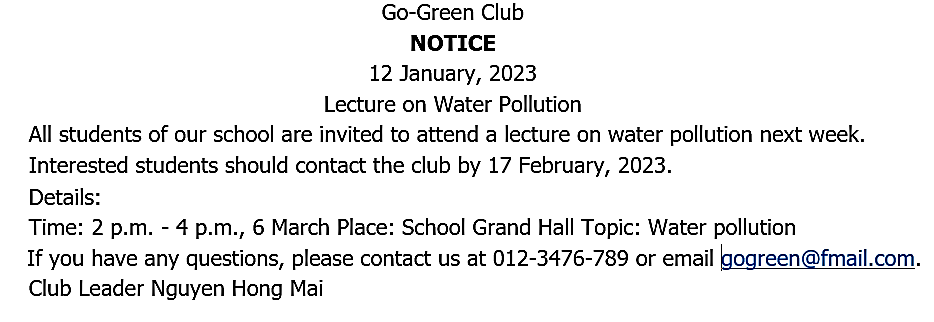 Go-Green Club
NOTICE
12 January, 2023
Lecture on Water Pollution
All students of our school are invited to attend a lecture on water pollution next week.
Interested students should contact the club by 17 February, 2023.
Details:
Time: 2 p.m. - 4 p.m., 6 March Place: School Grand Hall Topic: Water pollution
If you have any questions, please contact us at 012-3476-789 or email gogreen@fmail.com.
Club Leader Nguyen Hong Mai